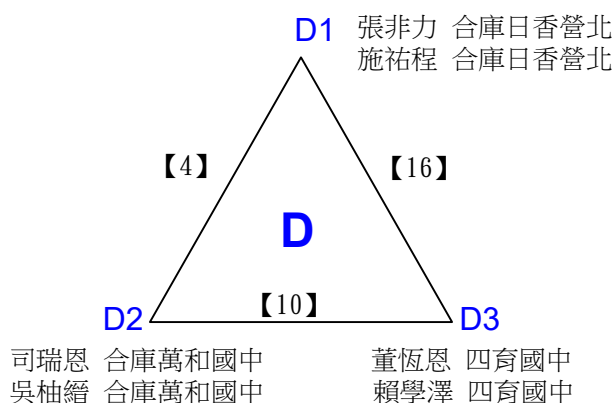 D1
張非力 合庫日香營北
施祐程 合庫日香營北
【4】
【16】
D
【10】
D2
D3
司瑞恩 合庫萬和國中
吳柚縉 合庫萬和國中
董恆恩 四育國中
賴學澤 四育國中